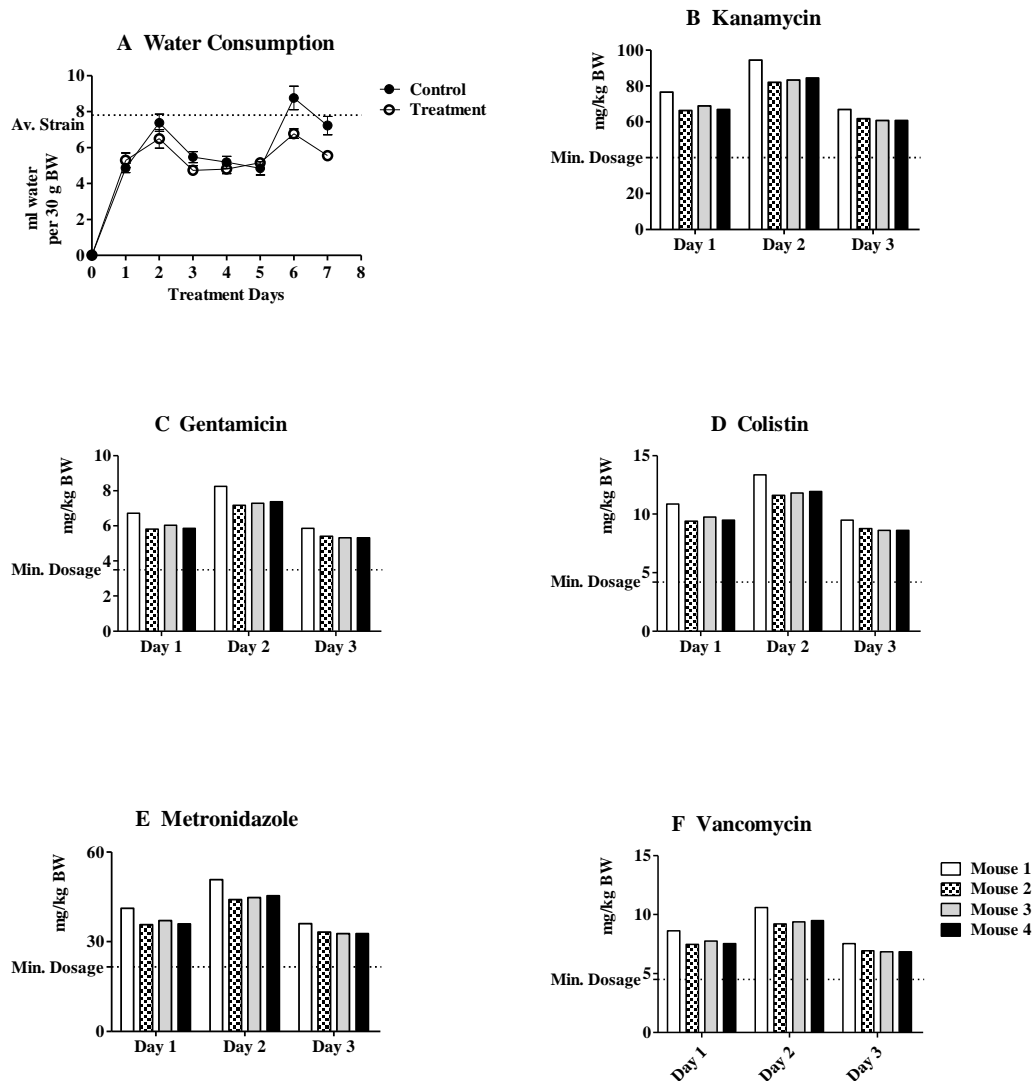 A Water Consumption
10
8
6
4
2
0
Av. Strain
ml water
per 30 g BW
0 1 2 3 4 5 6 7 8
Treatment Days
Control
Treatment
B Kanamycin
mg/kg BW
100
80
60
40
20
0
Min. Dosage
Day 1 Day 2 Day 3
C Gentamicin
mg/kg BW
10
8
6
4
2
0
Min. Dosage
Day 1 Day 2 Day 3
D Colistin
mg/kg BW
15
10
5
0
Min. Dosage
Day 1 Day 2 Day 3
E Metronidazole
mg/kg BW
60
30
0
Min. Dosage
Day 1 Day 2 Day 3
F Vancomycin
mg/kg BW
15
10
5
0
Min. Dosage
Day 1 Day 2 Day 3
Mouse 1
Mouse 2
Mouse 3
Mouse 4